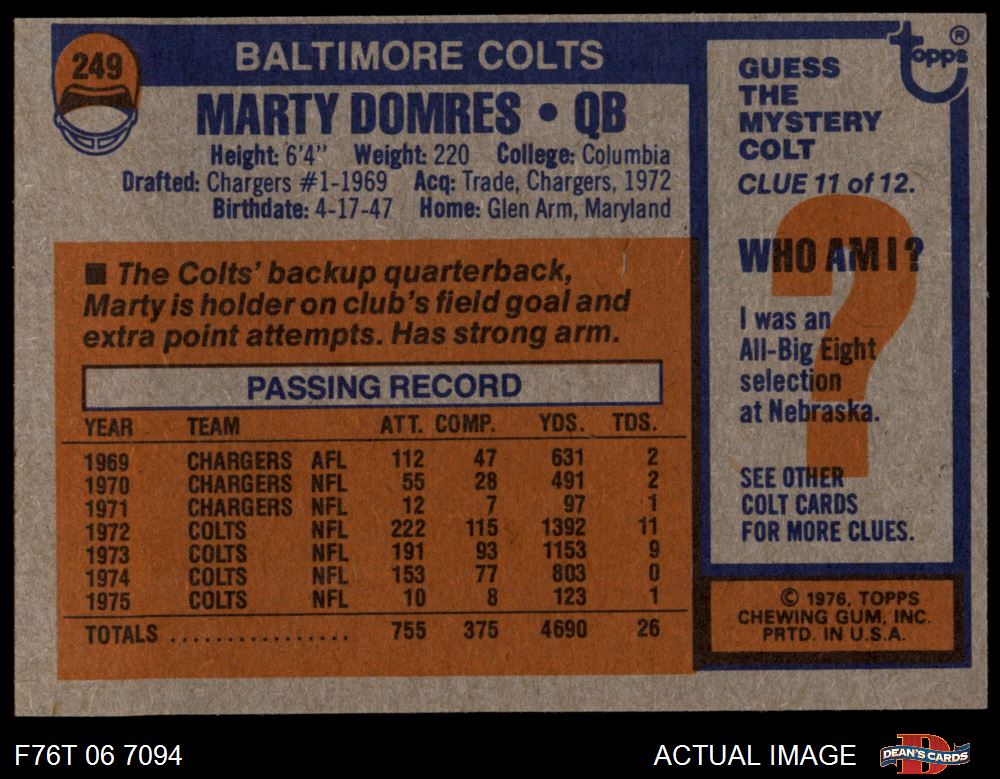 249
BALTIMORE COLTS
MARTY DOMRES • QB
Height: 6'4" Weight: 220 College: Columbia
Drafted: Chargers #1-1969 Acq: Trade, Chargers, 1972
Birthdate: 4-17-47 Home: Glen Arm, Maryland
■ The Colts' backup quarterback,
Marty is holder on club's field goal and
extra point attempts. Has strong arm.
PASSING RECORD
YEAR TEAM ATT. COMP. YDS. TDS.
1969 CHARGERS AFL 112 47 631 2
1970 CHARGERS NFL 55 28 491 2
1971 CHARGERS NFL 12 7 97 1
1972 COLTS NFL 222 115 1392 11
1973 COLTS NFL 191 93 1153 9
1974 COLTS NFL 153 77 803 0
1975 COLTS NFL 10 8 123 1
TOTALS ................ 755 375 4690 26
topps®
GUESS
THE
MYSTERY
COLT
CLUE 11 of 12.
?
WHO AM I?
I was an
All-Big Eight
selection
at Nebraska.
SEE OTHER
COLT CARDS
FOR MORE CLUES.
© 1976, TOPPS
CHEWING GUM, INC.
PRTD. IN U.S.A.
F76T 06 7094 ACTUAL IMAGE
D
DEAN'S CARDS